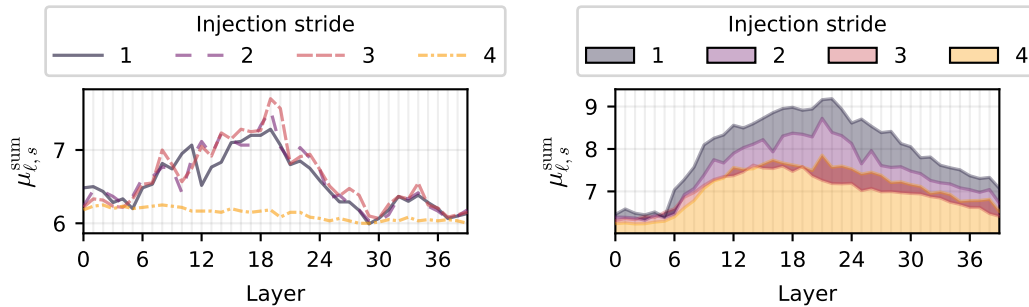 Injection stride
1 2 3 4
μ^sum_ℓ,s
7
6
0 6 12 18 24 30 36
Layer
Injection stride
1 2 3 4
μ^sum_ℓ,s
9
8
7
0 6 12 18 24 30 36
Layer